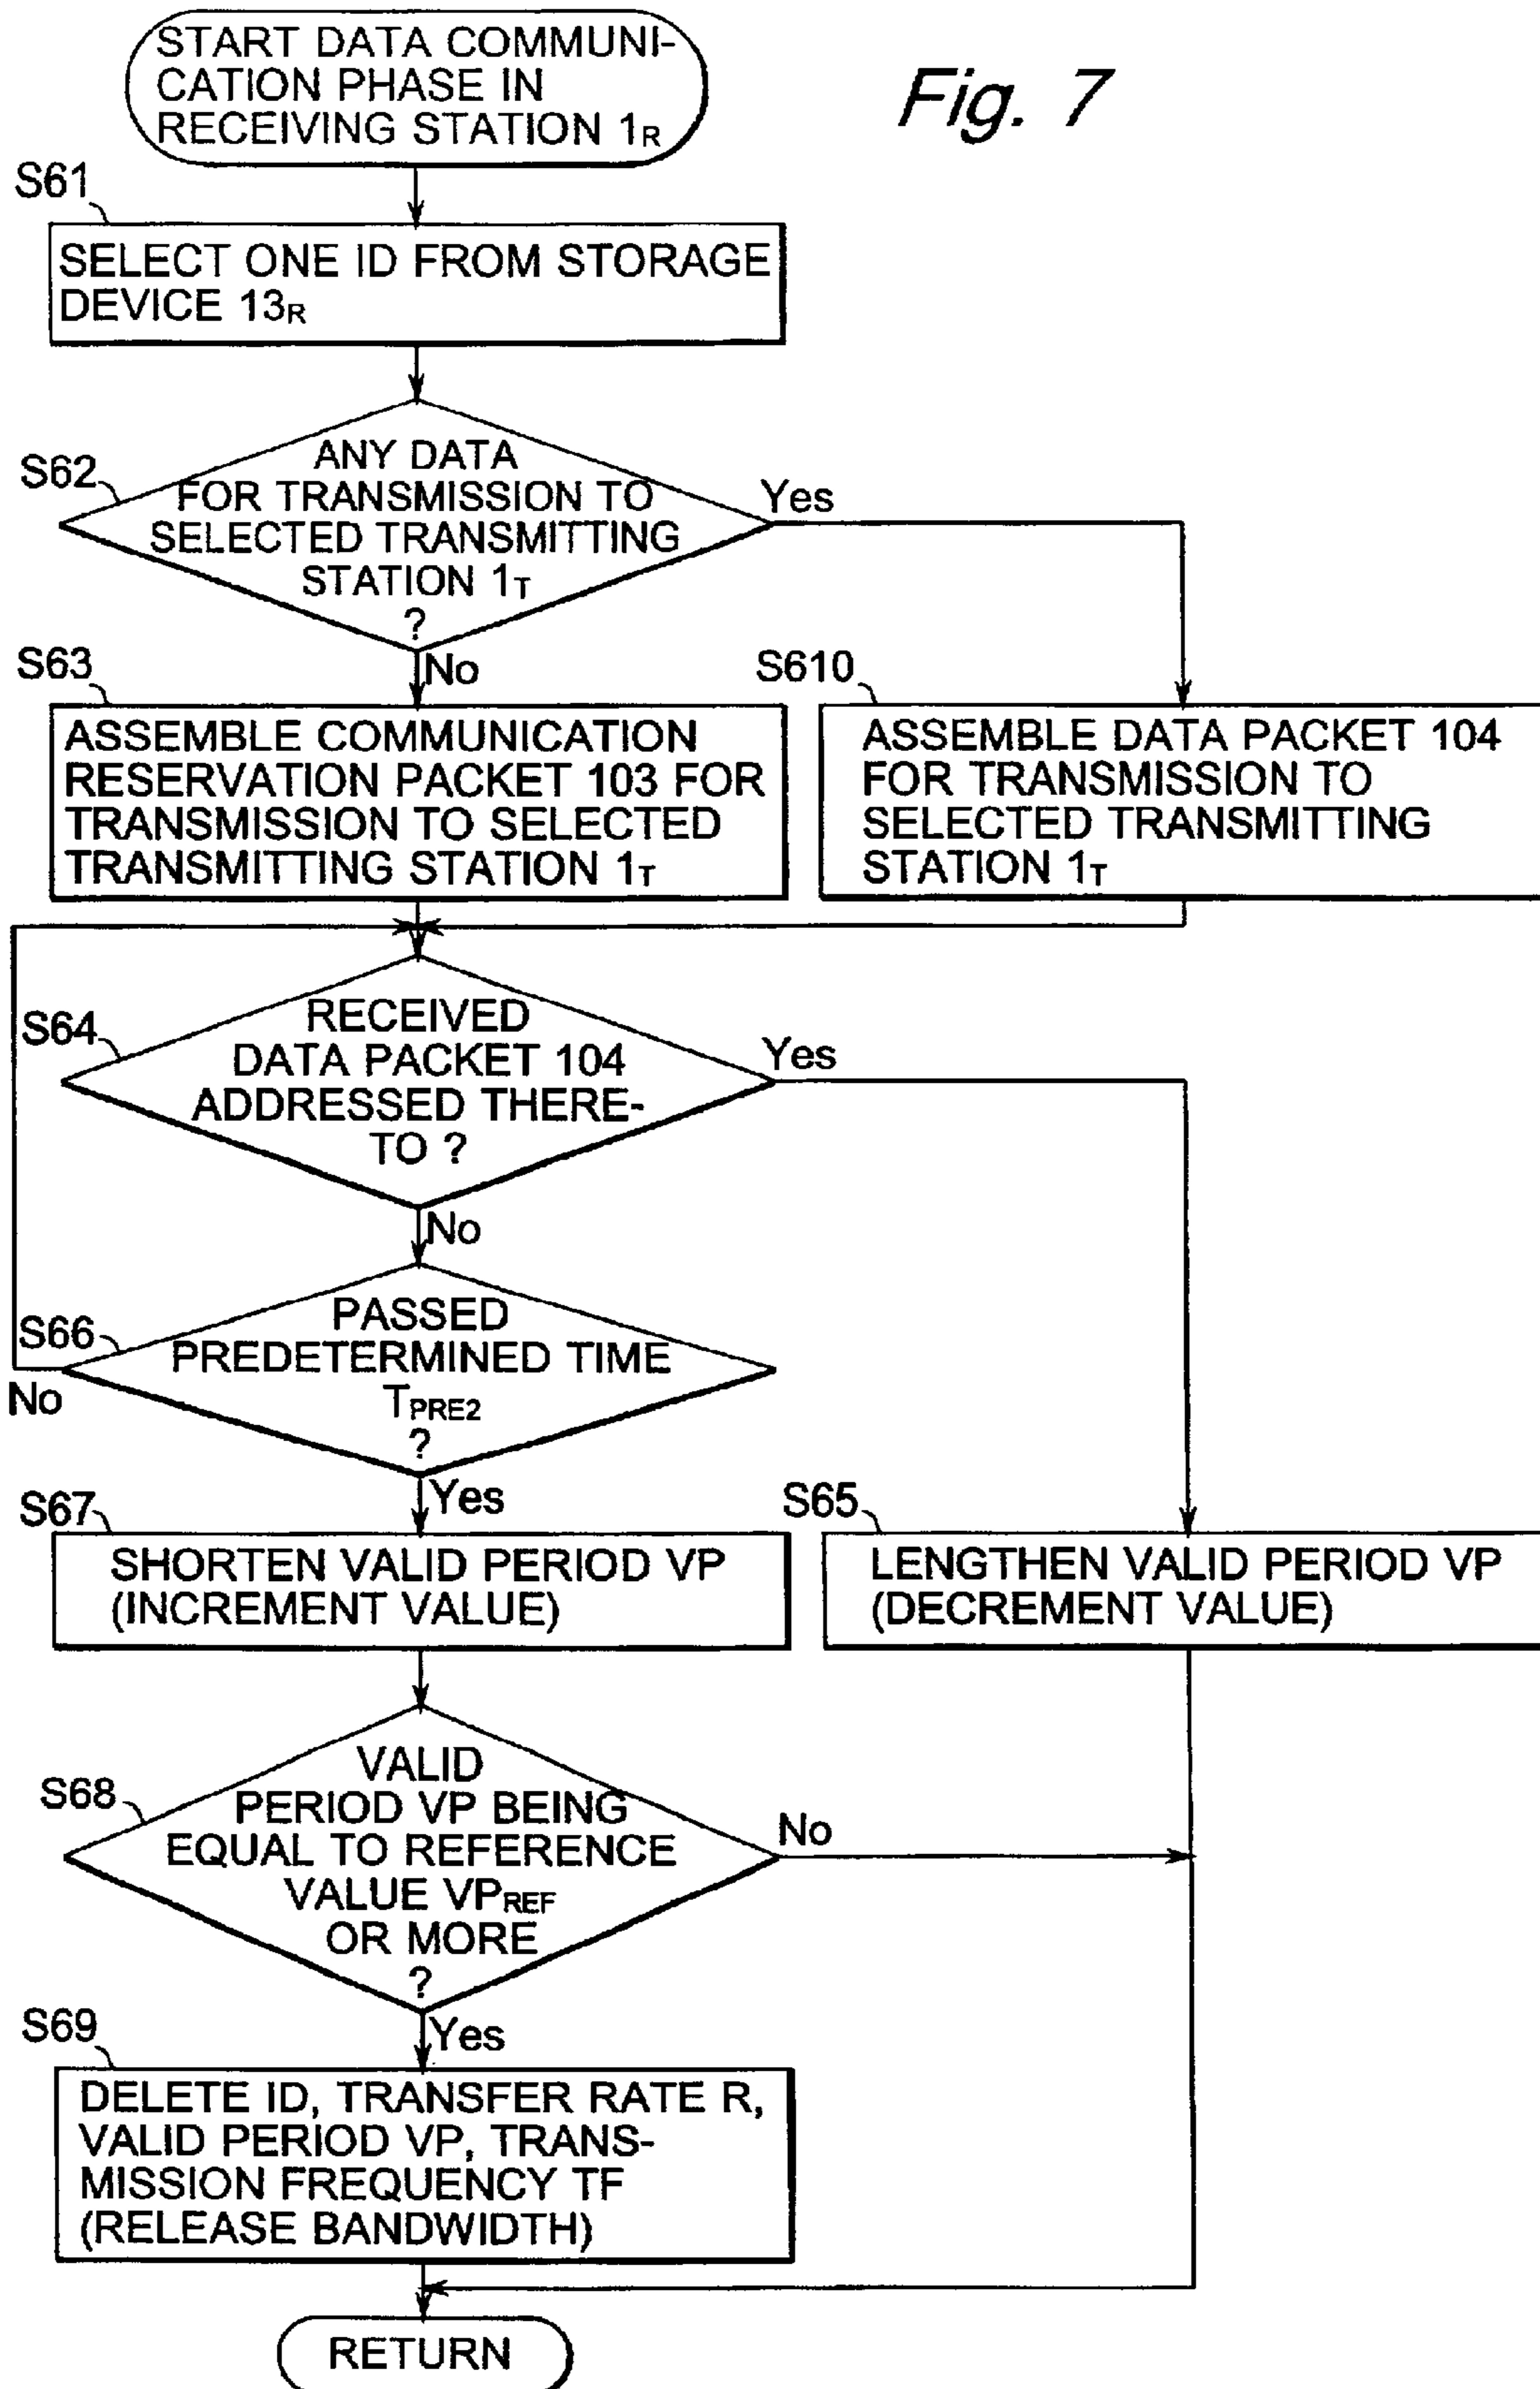 START DATA COMMUNI-
CATION PHASE IN
RECEIVING STATION 1R
Fig. 7
S61
SELECT ONE ID FROM STORAGE
DEVICE 13R
S62
ANY DATA
FOR TRANSMISSION TO
SELECTED TRANSMITTING
STATION 1T
?
Yes
No
S63
ASSEMBLE COMMUNICATION
RESERVATION PACKET 103 FOR
TRANSMISSION TO SELECTED
TRANSMITTING STATION 1T
S610
ASSEMBLE DATA PACKET 104
FOR TRANSMISSION TO
SELECTED TRANSMITTING
STATION 1T
S64
RECEIVED
DATA PACKET 104
ADDRESSED THERE-
TO ?
Yes
No
S66
PASSED
PREDETERMINED TIME
TPRE2
?
No
Yes
S67
SHORTEN VALID PERIOD VP
(INCREMENT VALUE)
S65
LENGTHEN VALID PERIOD VP
(DECREMENT VALUE)
S68
VALID
PERIOD VP BEING
EQUAL TO REFERENCE
VALUE VPREF
OR MORE
?
No
Yes
S69
DELETE ID, TRANSFER RATE R,
VALID PERIOD VP, TRANS-
MISSION FREQUENCY TF
(RELEASE BANDWIDTH)
RETURN